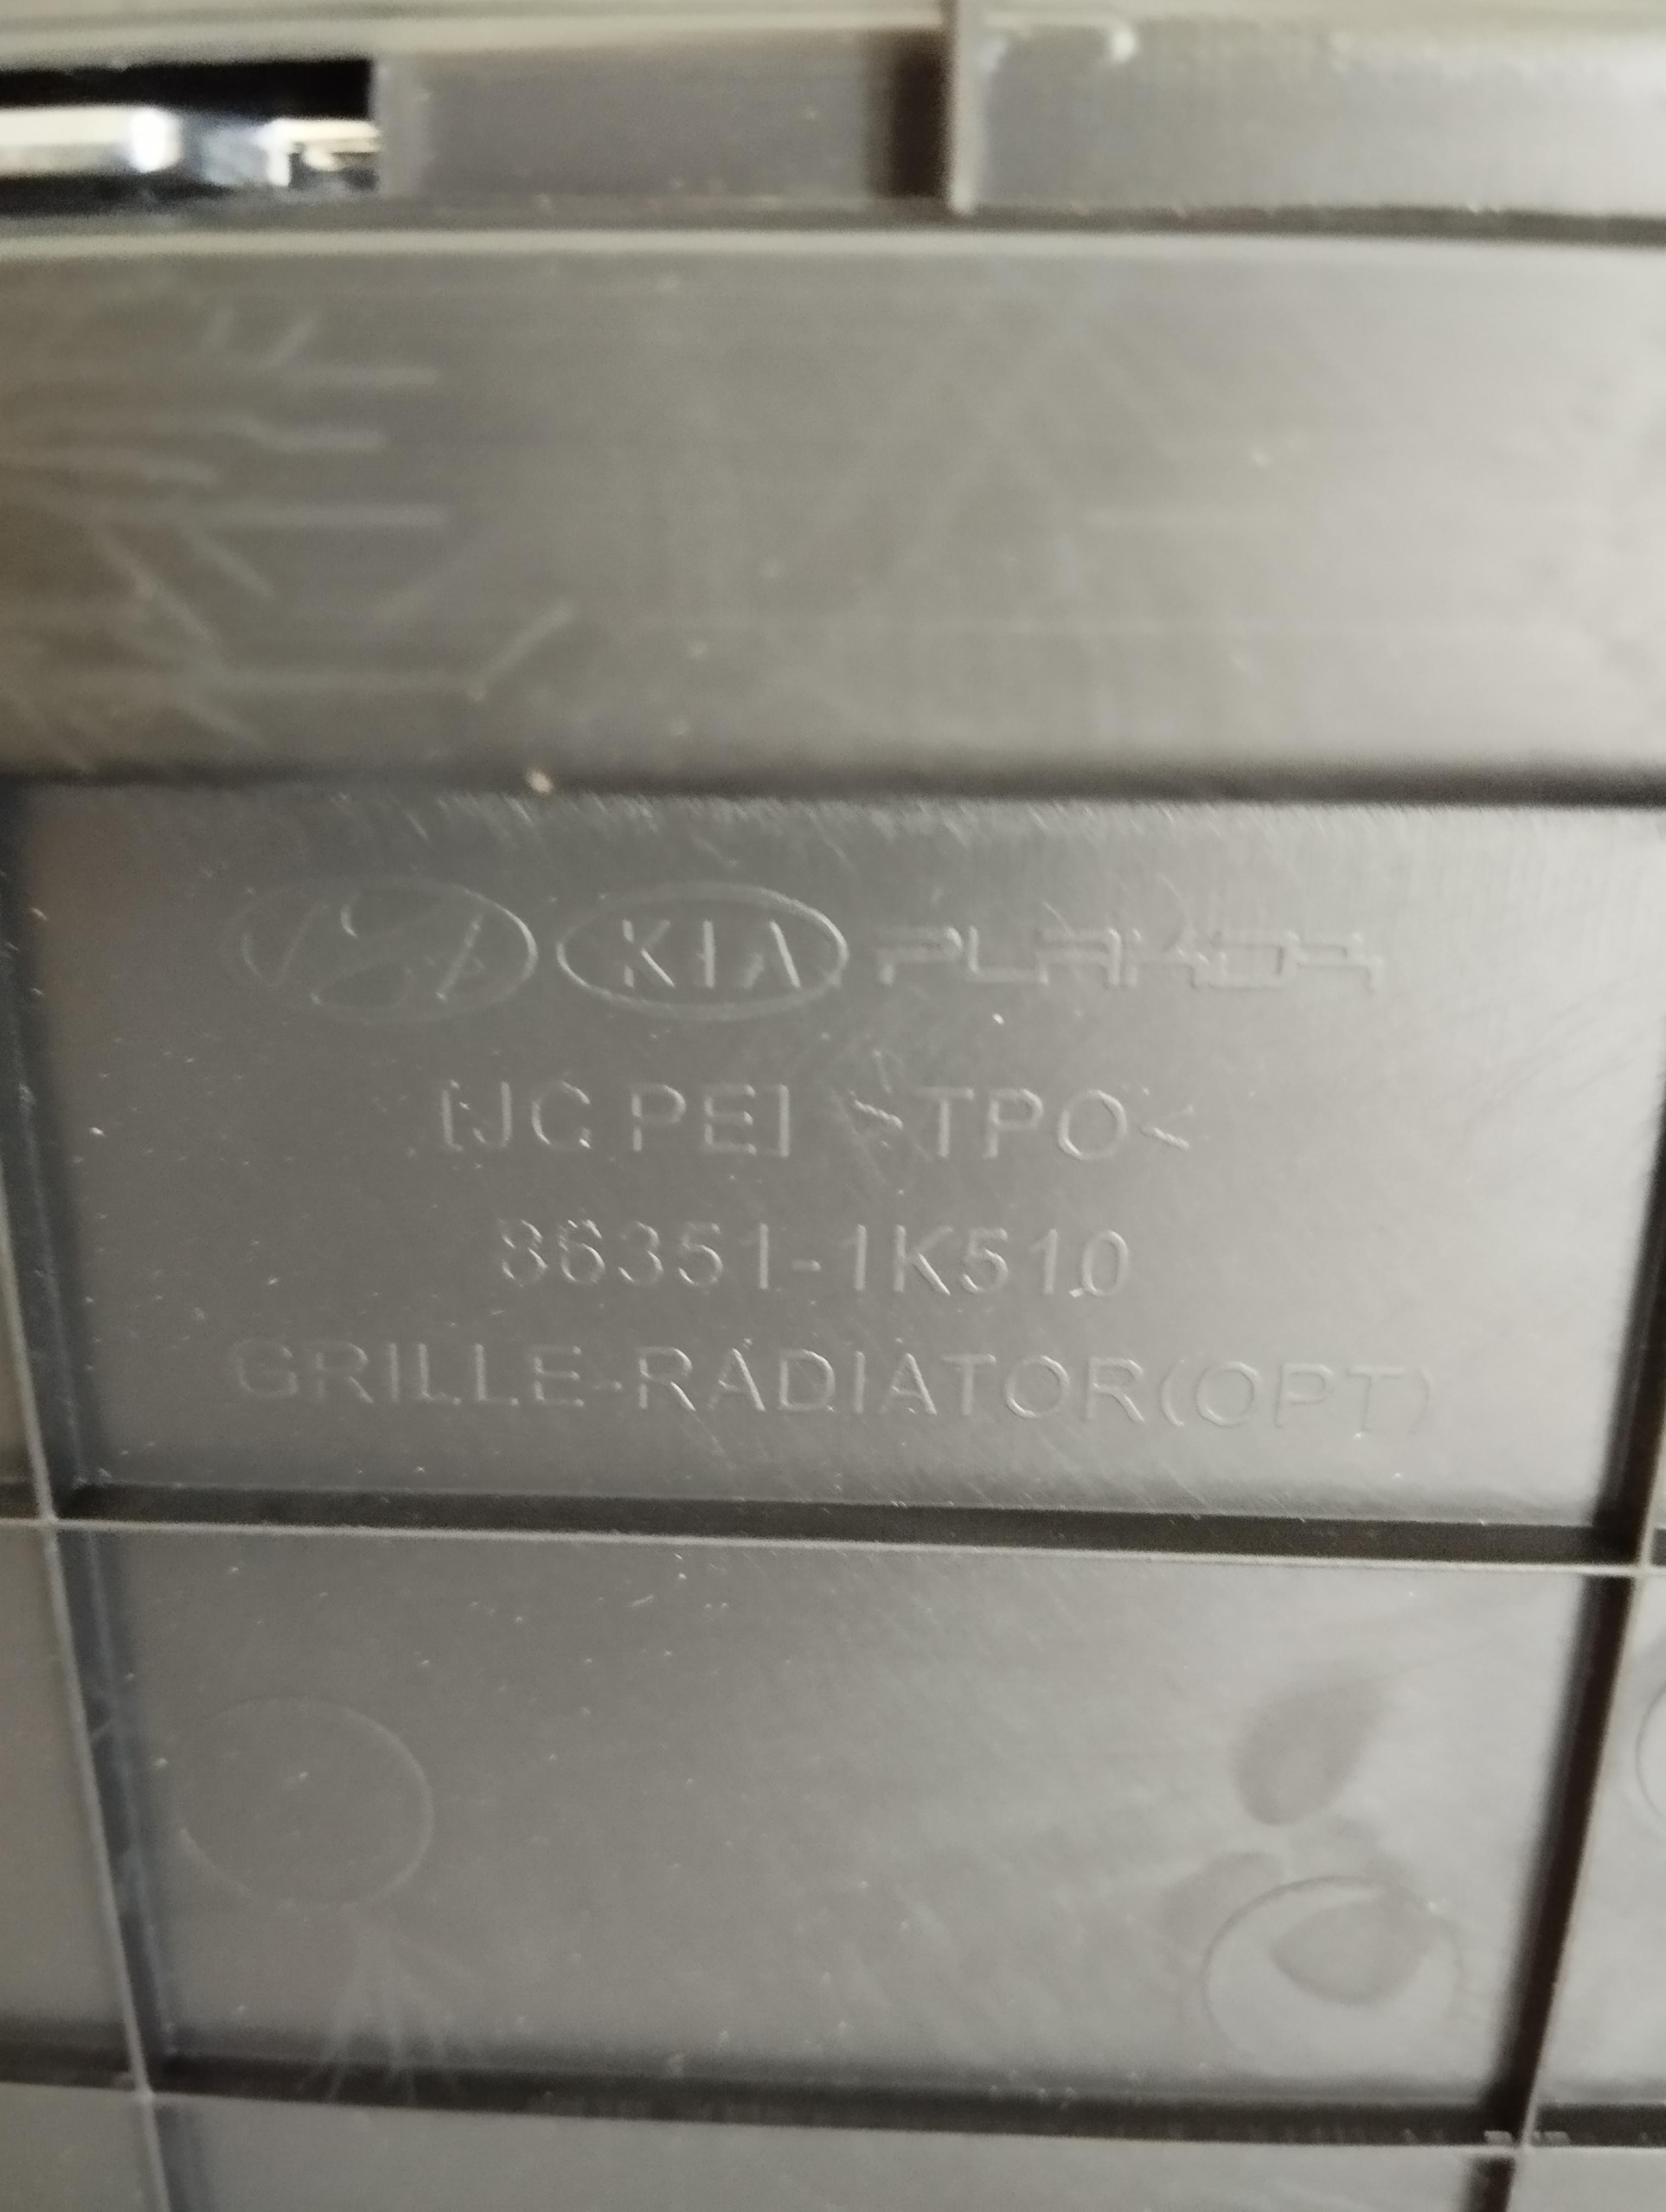 KIA PLAKOR
[JC PE] >TPO<
86351-1K510
GRILLE-RADIATOR(OPT)